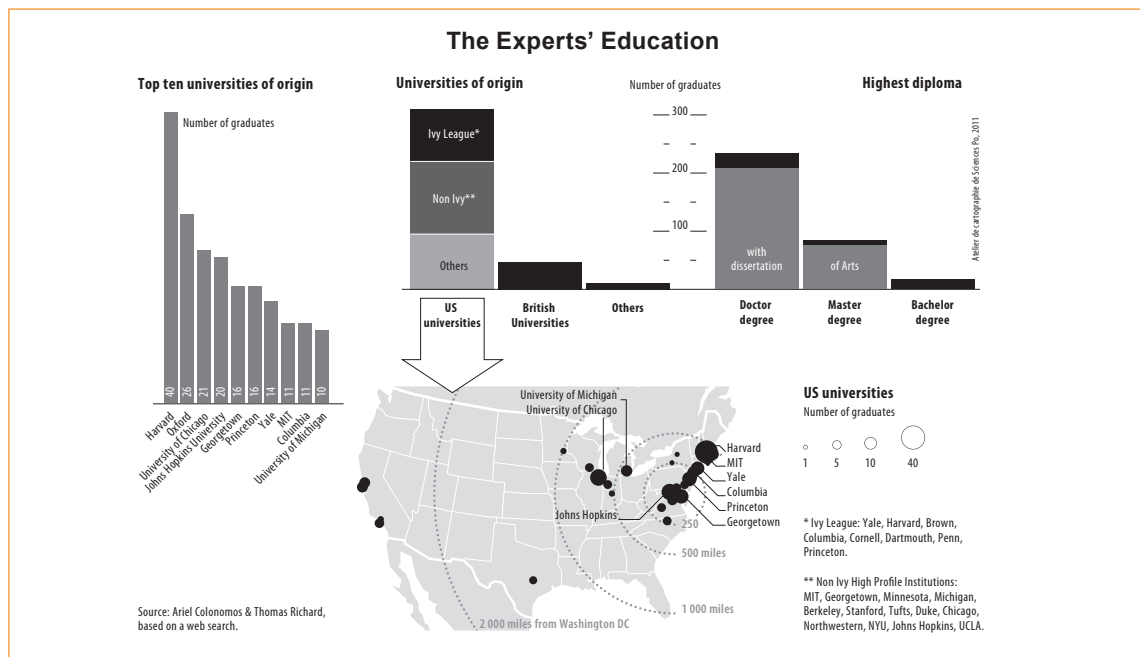 The Experts’ Education
Top ten universities of origin
Number of graduates
40
26
21
20
16
16
14
11
11
10
Harvard
Oxford
University of Chicago
Johns Hopkins University
Georgetown
Princeton
Yale
MIT
Columbia
University of Michigan
Universities of origin
Number of graduates
Ivy League*
Non Ivy**
Others
300
200
100
US
universities
British
Universities
Others
Highest diploma
with
dissertation
of Arts
Doctor
degree
Master
degree
Bachelor
degree
Atelier de cartographie de Sciences Po, 2011
University of Michigan
University of Chicago
Harvard
MIT
Yale
Columbia
Princeton
Georgetown
Johns Hopkins
250
500 miles
1 000 miles
2 000 miles from Washington DC
US universities
Number of graduates
1 5 10 40
* Ivy League: Yale, Harvard, Brown,
Columbia, Cornell, Dartmouth, Penn,
Princeton.
** Non Ivy High Profile Institutions:
MIT, Georgetown, Minnesota, Michigan,
Berkeley, Stanford, Tufts, Duke, Chicago,
Northwestern, NYU, Johns Hopkins, UCLA.
Source: Ariel Colonomos & Thomas Richard,
based on a web search.